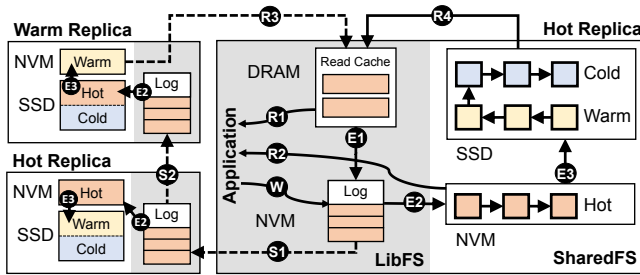 Warm Replica
NVM
Warm
E3
Hot
SSD
Cold
E2
Log
Hot Replica
NVM
Hot
E3
SSD
Warm
Cold
E2
Log
S2
S1
R3
R4
Hot Replica
DRAM
Read Cache
R1
E1
R2
Application
W
Log
NVM
E2
LibFS
Cold
Warm
SSD
E3
Hot
NVM
SharedFS